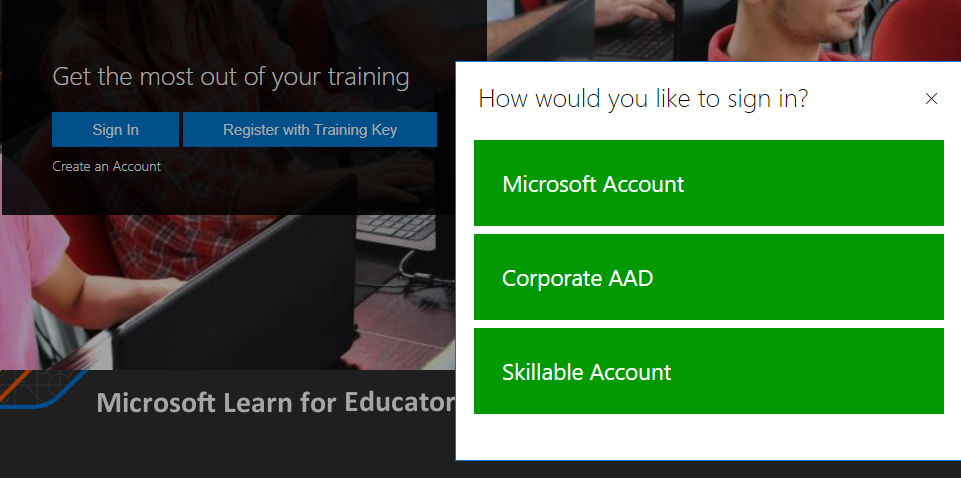 Get the most out of your training
Sign In
Register with Training Key
Create an Account
Microsoft Learn for Educator
How would you like to sign in?
Microsoft Account
Corporate AAD
Skillable Account